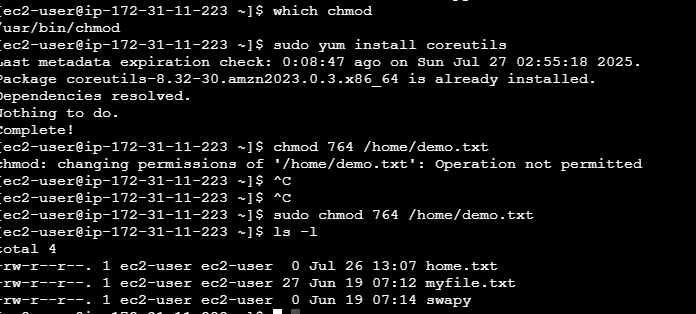 [ec2-user@ip-172-31-11-223 ~]$ which chmod
/usr/bin/chmod
[ec2-user@ip-172-31-11-223 ~]$ sudo yum install coreutils
Last metadata expiration check: 0:08:47 ago on Sun Jul 27 02:55:18 2025.
Package coreutils-8.32-30.amzn2023.0.3.x86_64 is already installed.
Dependencies resolved.
Nothing to do.
Complete!
[ec2-user@ip-172-31-11-223 ~]$ chmod 764 /home/demo.txt
chmod: changing permissions of '/home/demo.txt': Operation not permitted
[ec2-user@ip-172-31-11-223 ~]$ ^C
[ec2-user@ip-172-31-11-223 ~]$ ^C
[ec2-user@ip-172-31-11-223 ~]$ sudo chmod 764 /home/demo.txt
[ec2-user@ip-172-31-11-223 ~]$ ls -l
total 4
-rw-r--r--. 1 ec2-user ec2-user  0 Jul 26 13:07 home.txt
-rw-r--r--. 1 ec2-user ec2-user 27 Jun 19 07:12 myfile.txt
-rw-r--r--. 1 ec2-user ec2-user  0 Jun 19 07:14 swapy